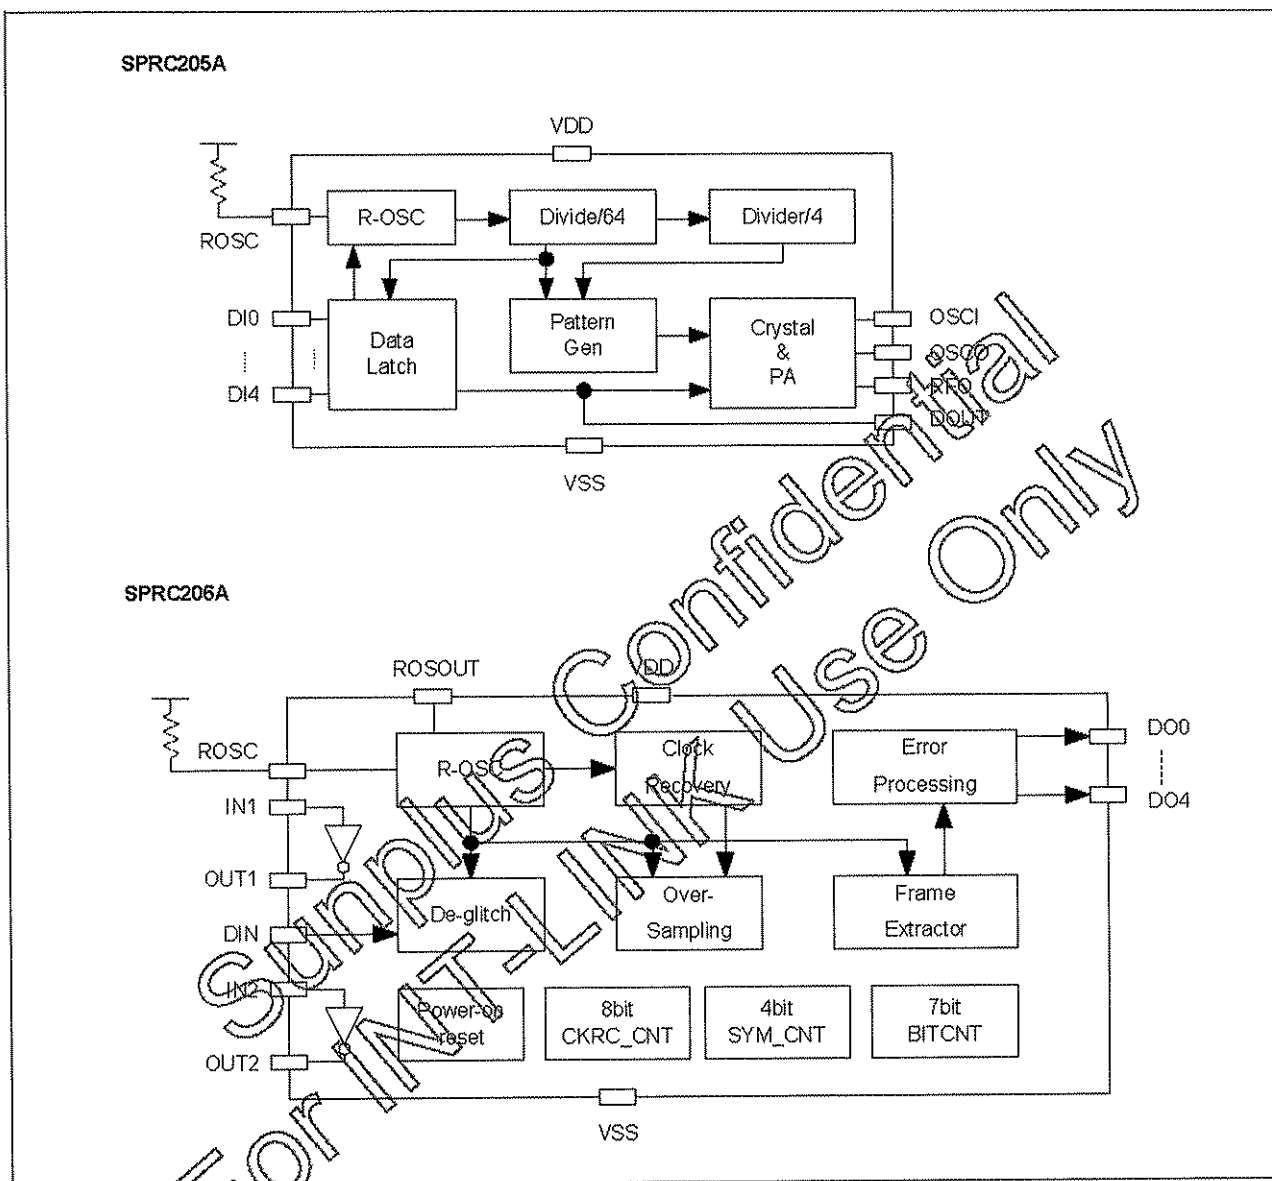 SPRC205A
VDD
R-OSC
Divide/64
Divider/4
ROSC
DI0
DI4
Data
Latch
Pattern
Gen
Crystal
&
PA
OSCI
OSCO
RFO
DOUT
VSS
SPRC206A
ROSOUT
VDD
ROSC
R-OSC
Clock
Recovery
Error
Processing
DO0
DO4
IN1
OUT1
DIN
IN2
OUT2
De-glitch
Over-
Sampling
Frame
Extractor
Power-on
reset
8bit
CKRC_CNT
4bit
SYM_CNT
7bit
BITCNT
VSS
Sunplus Confidential
For INT-LINK Use Only